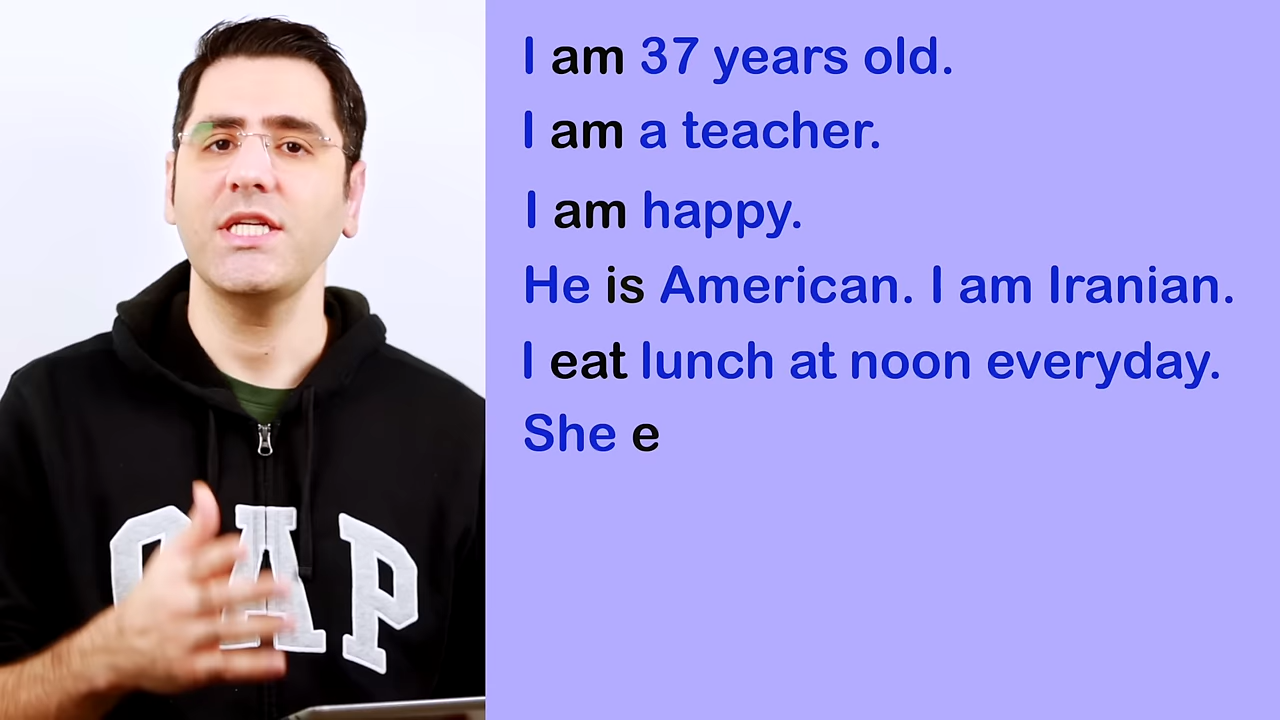 I am 37 years old.
I am a teacher.
I am happy.
He is American. I am Iranian.
I eat lunch at noon everyday.
She e
GAP